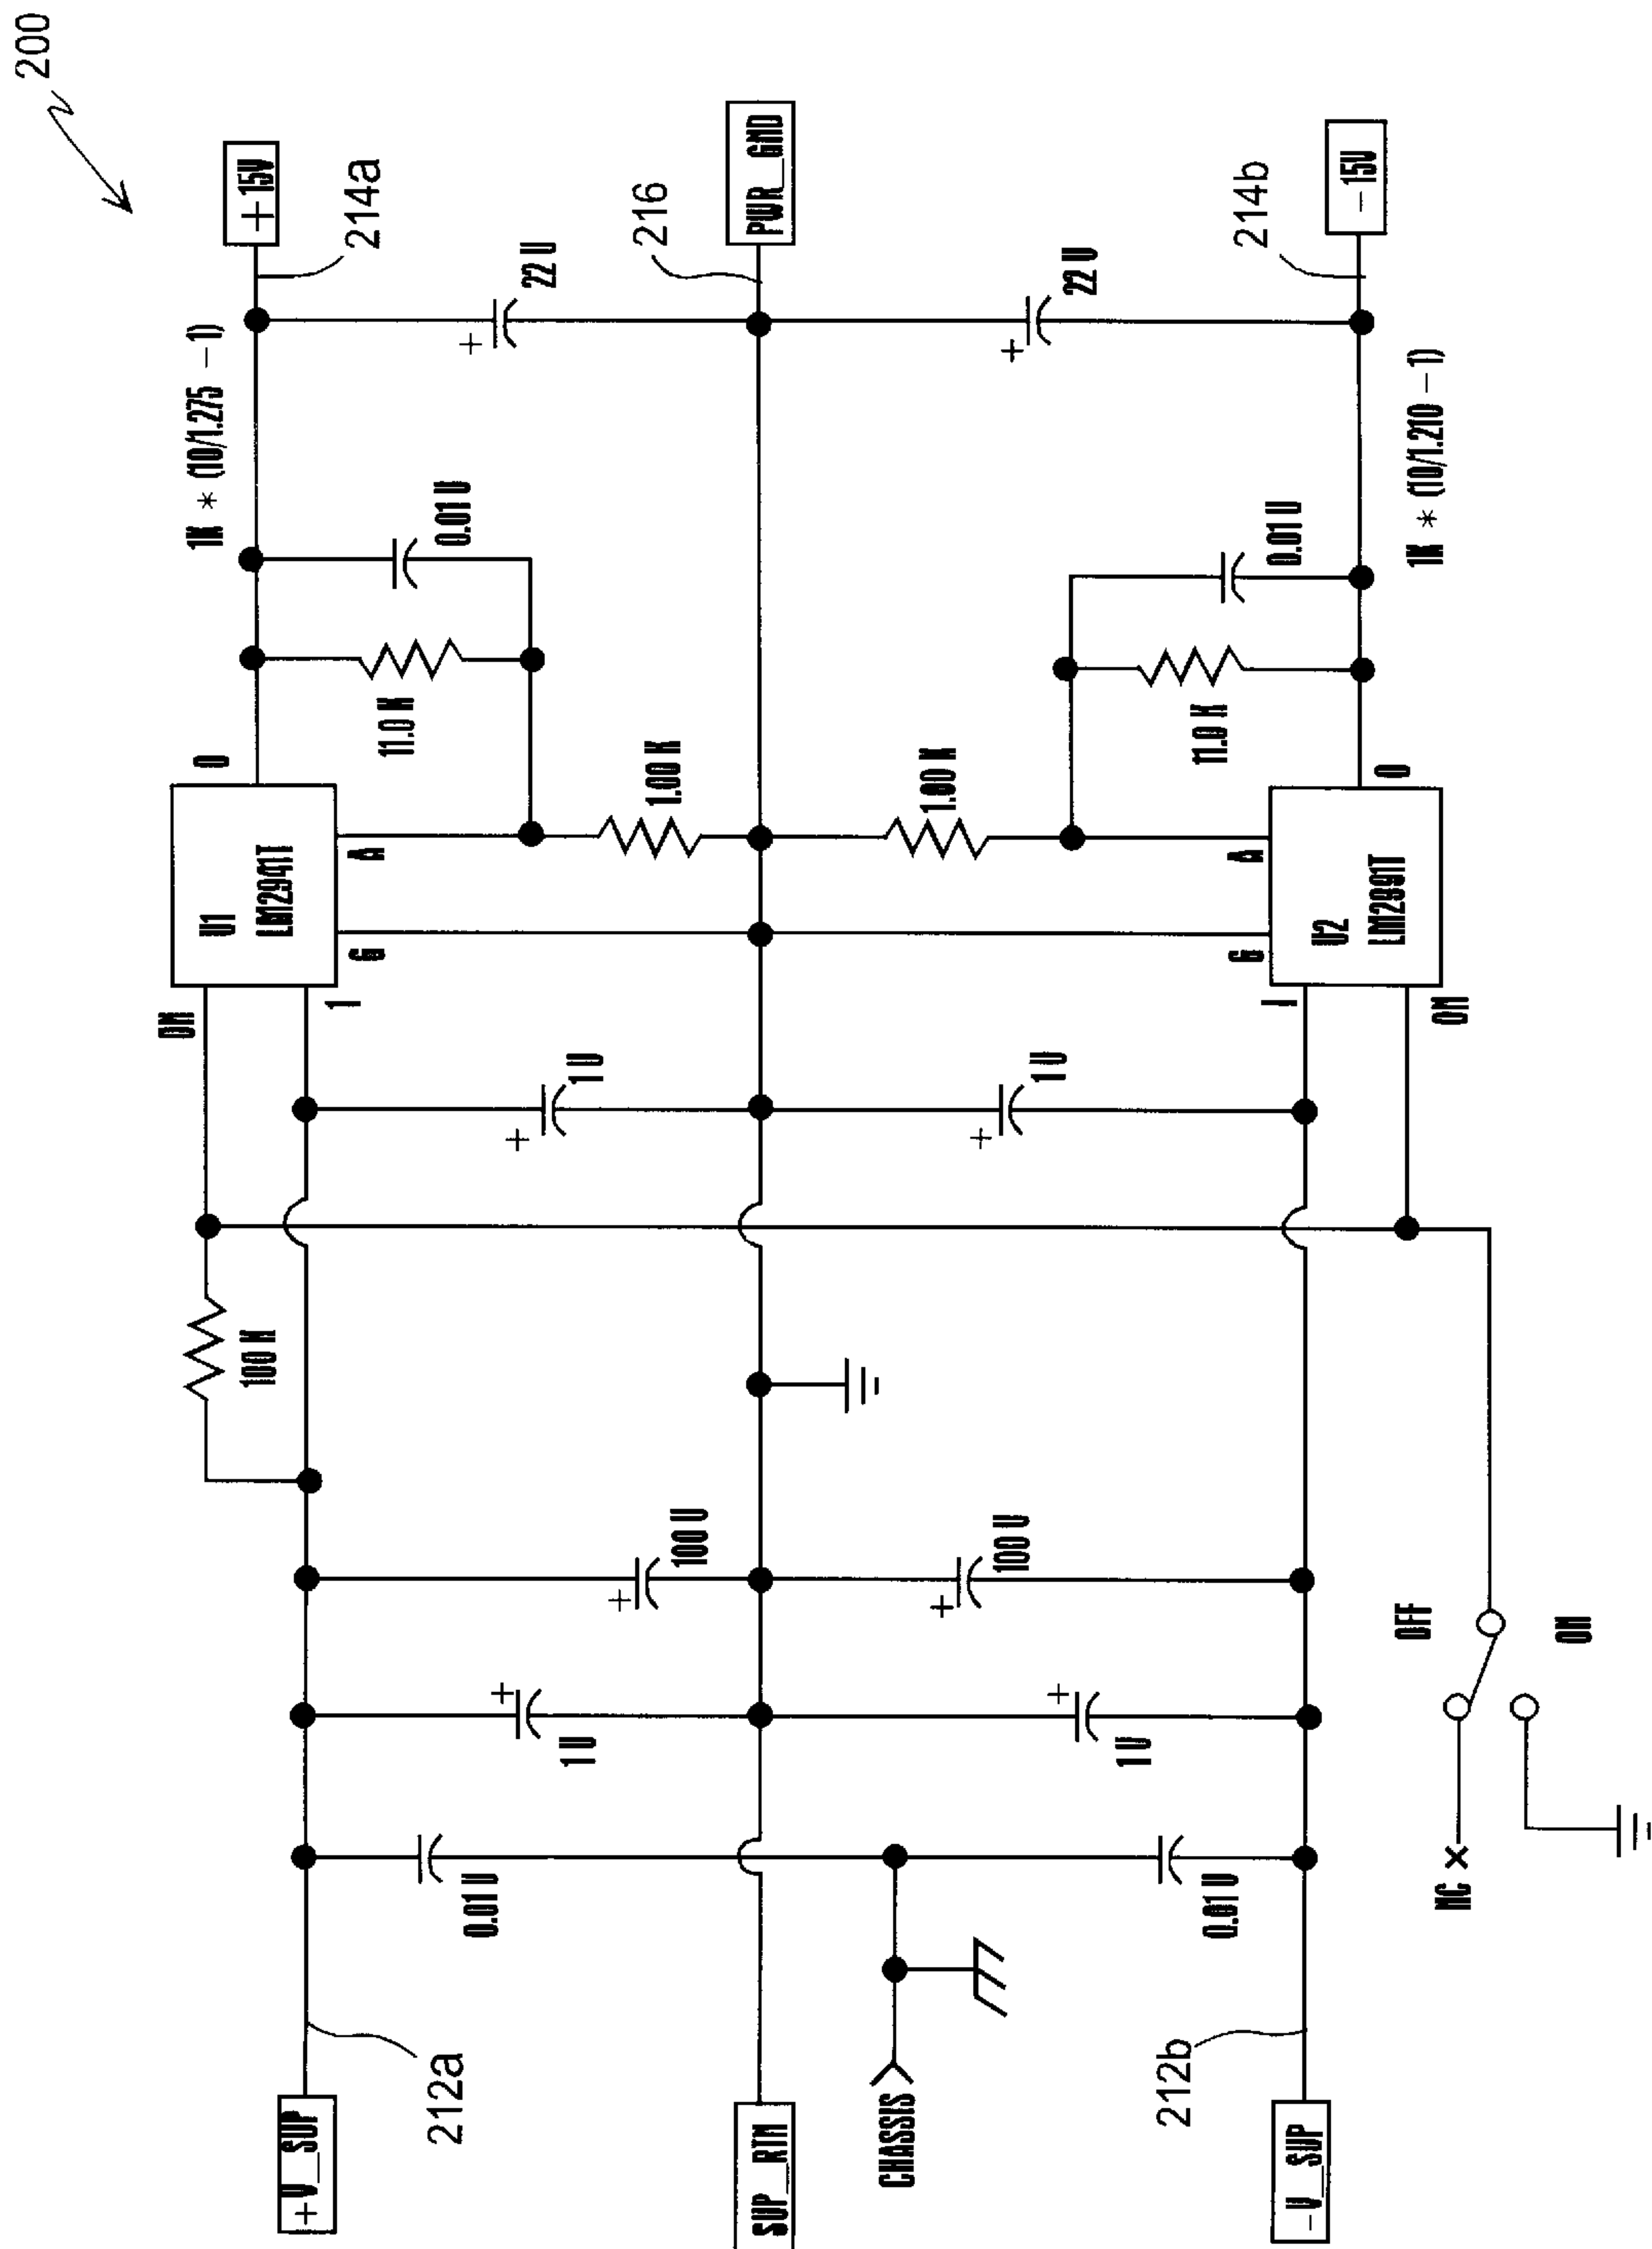 200
+15V
214a
22 U
1K * (10/1.275 -1)
0.01 U
11.0 K
O
U1
LM2941T
A
G
ON
1
1.00 K
PWR_GND
216
1 U
100 K
100 U
1 U
0.01 U
+V_SUP
212a
SUP_RTN
CHASSIS
-15V
214b
22 U
1K * (10/1.210 -1)
0.01 U
11.0 K
1.00 K
O
U2
LM2991T
A
G
I
ON
1 U
100 U
1 U
0.01 U
OFF
ON
NC
-V_SUP
212b